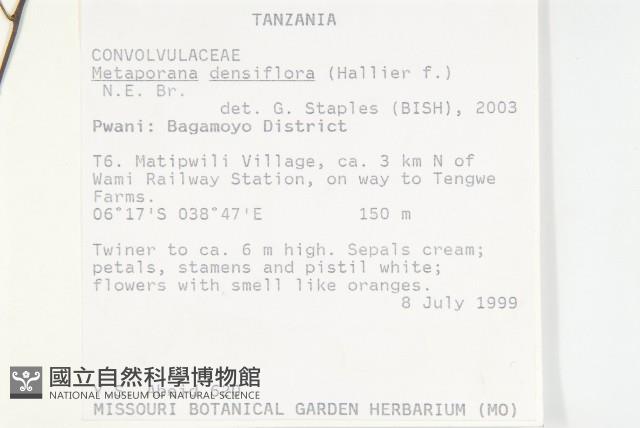 TANZANIA
CONVOLVULACEAE
Metaporana densiflora (Hallier f.)
N.E. Br.
det. G. Staples (BISH), 2003
Pwani: Bagamoyo District
T6. Matipwili Village, ca. 3 km N of
Wami Railway Station, on way to Tengwe
Farms.
06°17'S 038°47'E 150 m
Twiner to ca. 6 m high. Sepals cream;
petals, stamens and pistil white;
flowers with smell like oranges.
8 July 1999
國立自然科學博物館
NATIONAL MUSEUM OF NATURAL SCIENCE
MISSOURI BOTANICAL GARDEN HERBARIUM (MO)